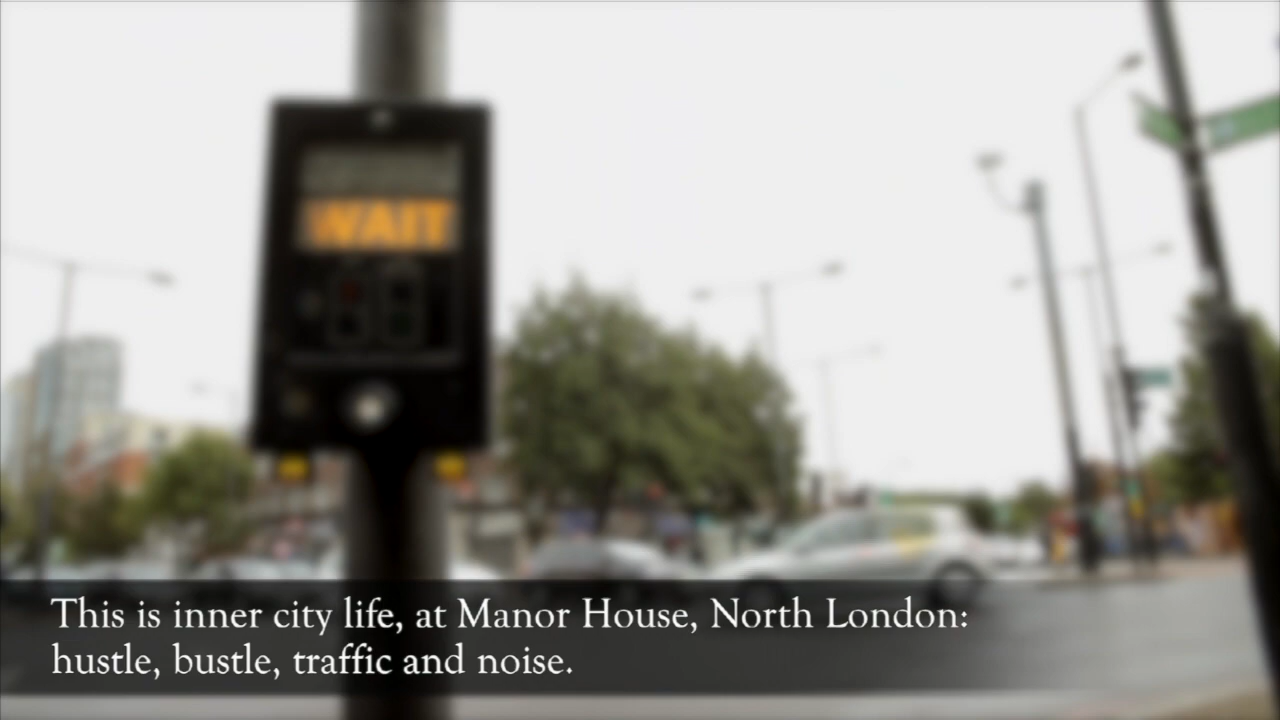 WAIT
This is inner city life, at Manor House, North London:
hustle, bustle, traffic and noise.